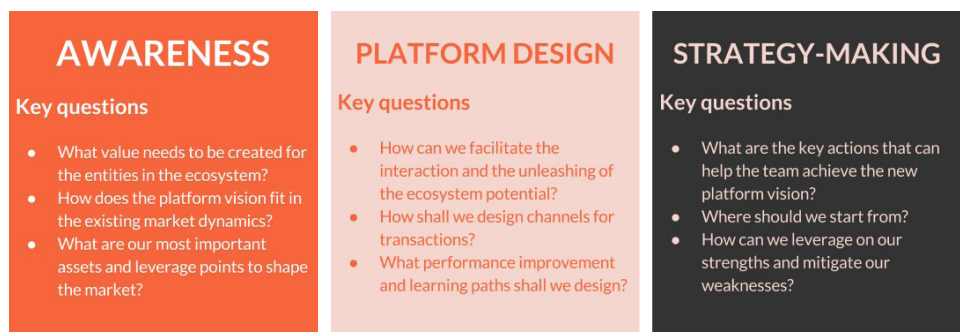 AWARENESS
Key questions
● What value needs to be created for
the entities in the ecosystem?
● How does the platform vision fit in
the existing market dynamics?
● What are our most important
assets and leverage points to shape
the market?
PLATFORM DESIGN
Key questions
● How can we facilitate the
interaction and the unleashing of
the ecosystem potential?
● How shall we design channels for
transactions?
● What performance improvement
and learning paths shall we design?
STRATEGY-MAKING
Key questions
● What are the key actions that can
help the team achieve the new
platform vision?
● Where should we start from?
● How can we leverage on our
strengths and mitigate our
weaknesses?